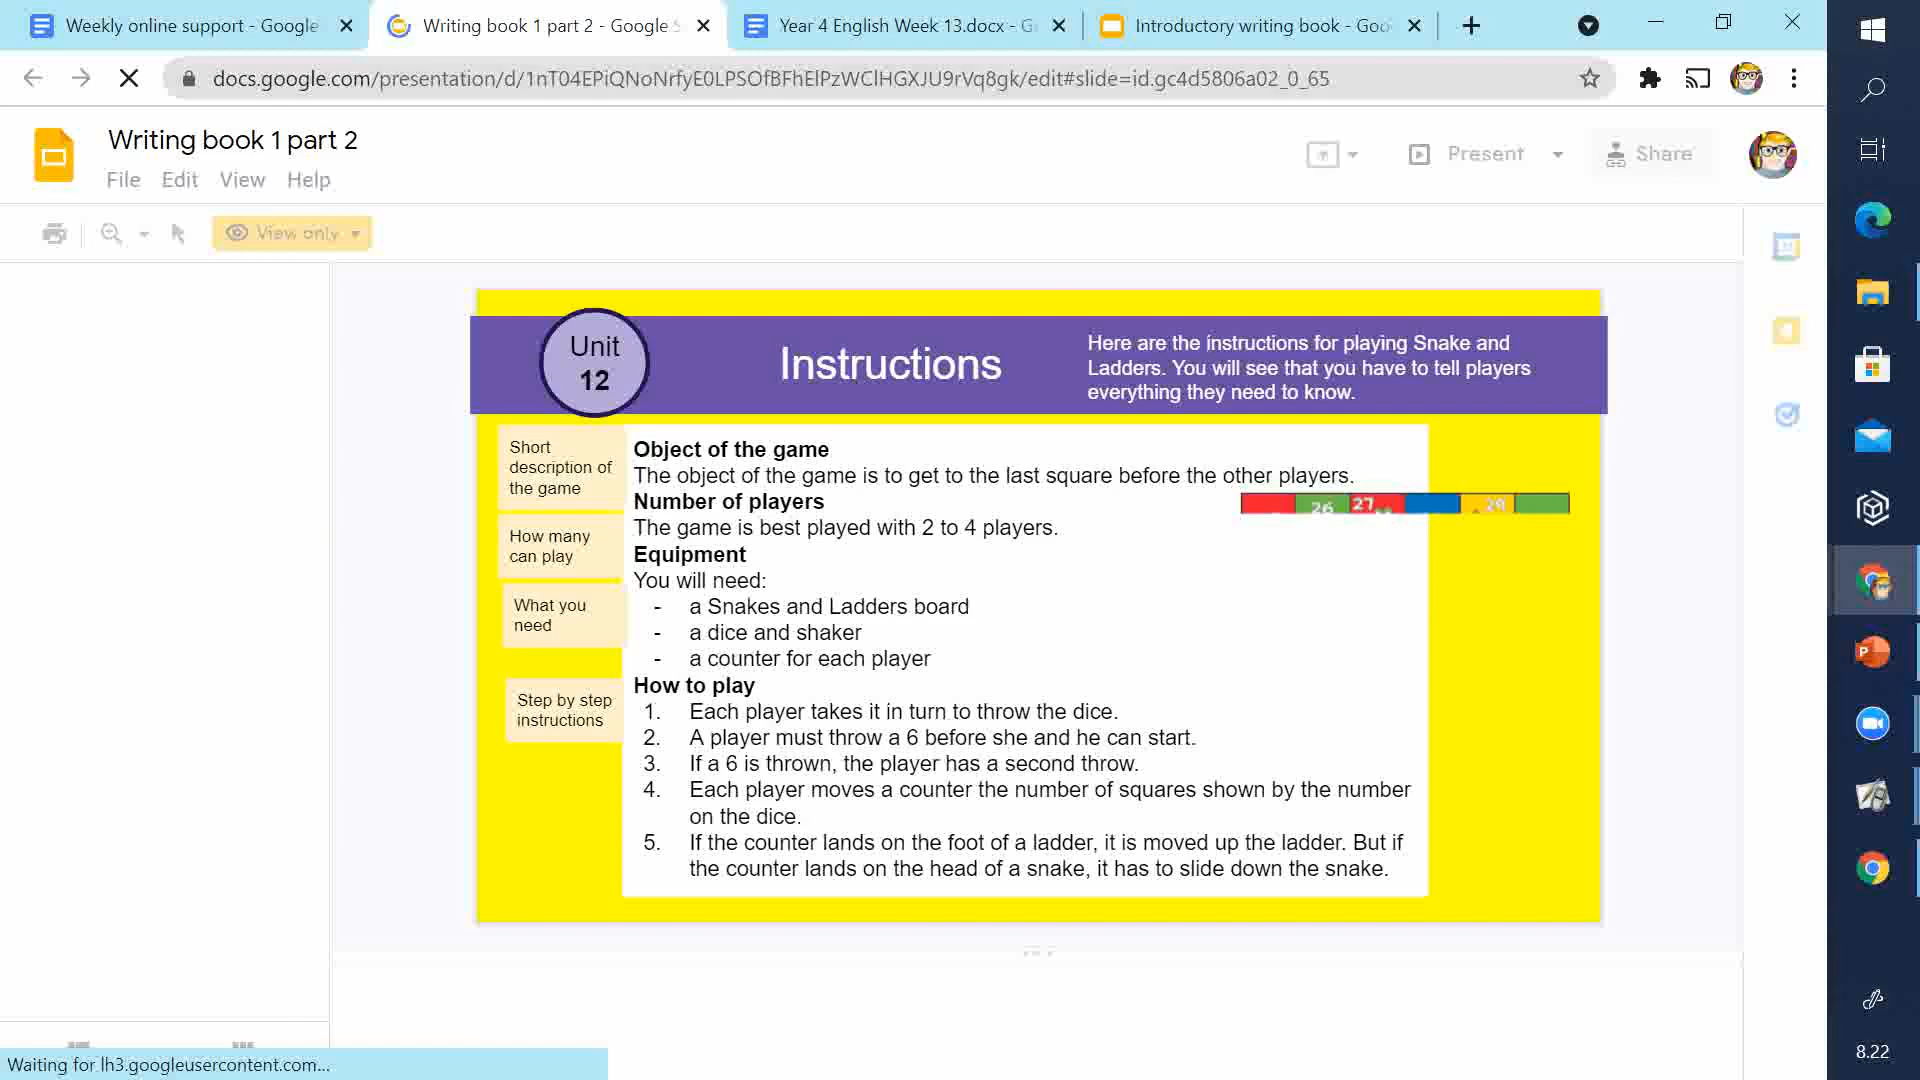 Weekly online support - Google
Writing book 1 part 2 - Google S
Year 4 English Week 13.docx - G
Introductory writing book - Goo
docs.google.com/presentation/d/1nT04EPiQNoNrfyE0LPSOfBFhElPzWClHGXJU9rVq8gk/edit#slide=id.gc4d5806a02_0_65
Writing book 1 part 2
File Edit View Help
Present
Share
View only
Unit
12
Instructions
Here are the instructions for playing Snake and
Ladders. You will see that you have to tell players
everything they need to know.
Short
description of
the game
How many
can play
What you
need
Step by step
instructions
Object of the game
The object of the game is to get to the last square before the other players.
Number of players
The game is best played with 2 to 4 players.
Equipment
You will need:
- a Snakes and Ladders board
- a dice and shaker
- a counter for each player
How to play
1. Each player takes it in turn to throw the dice.
2. A player must throw a 6 before she and he can start.
3. If a 6 is thrown, the player has a second throw.
4. Each player moves a counter the number of squares shown by the number
on the dice.
5. If the counter lands on the foot of a ladder, it is moved up the ladder. But if
the counter lands on the head of a snake, it has to slide down the snake.
26 27 29
Waiting for lh3.googleusercontent.com...
8.22